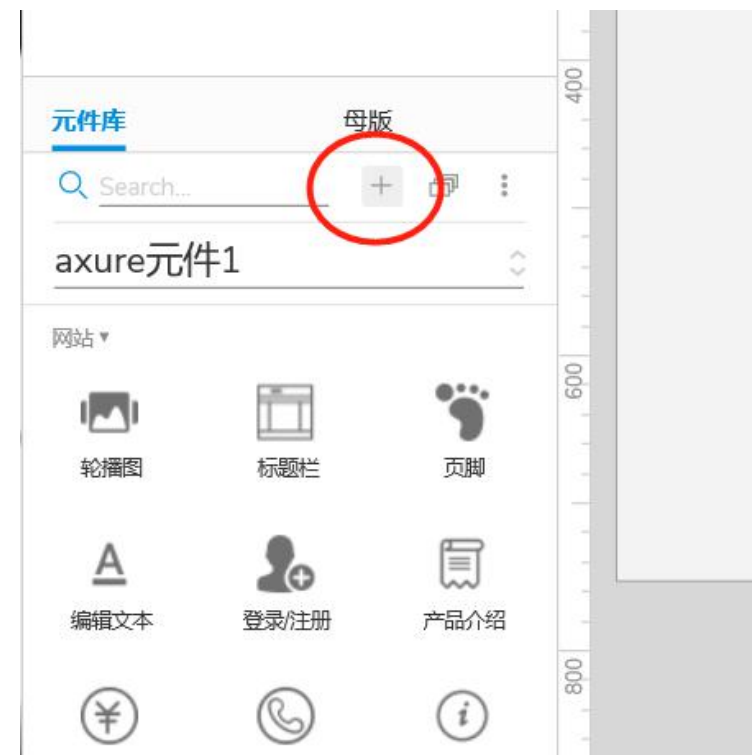 元件库 母版
Search...
axure元件1
网站
轮播图 标题栏 页脚
编辑文本 登录/注册 产品介绍
400
600
800